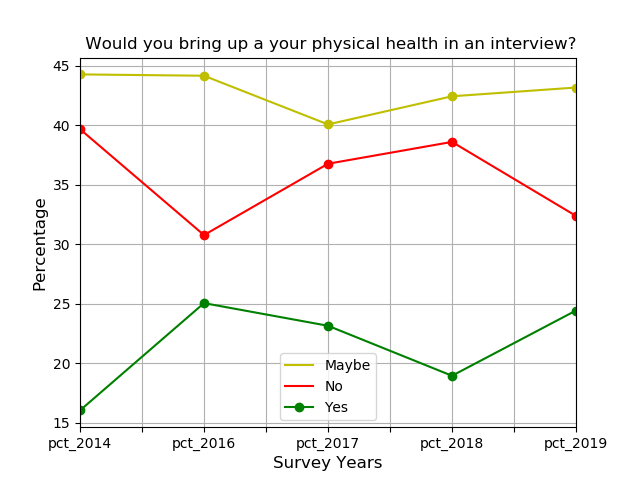 Would you bring up a your physical health in an interview?
45
40
35
30
25
20
15
Percentage
Maybe
No
Yes
pct_2014 pct_2016 pct_2017 pct_2018 pct_2019
Survey Years